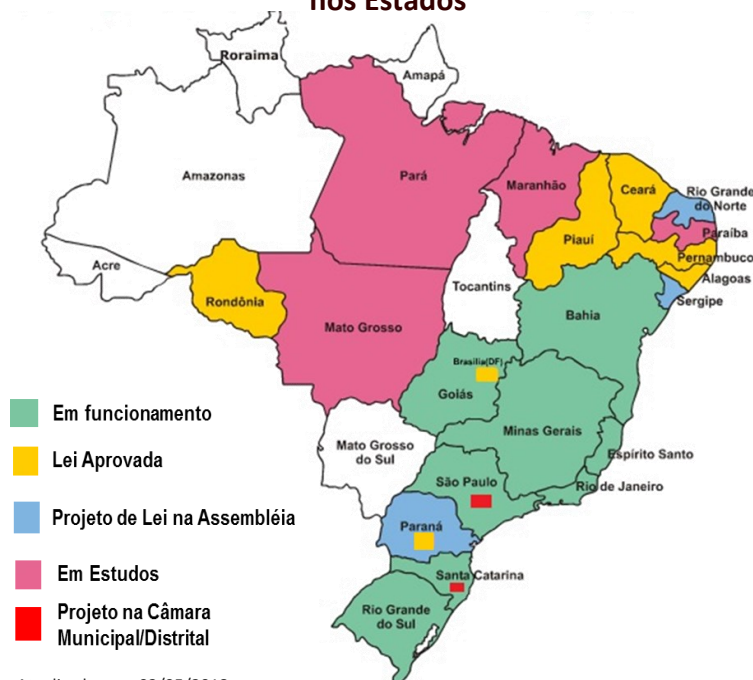 nos Estados
Roraima
Amapá
Amazonas
Pará
Maranhão
Ceará
Rio Grande
do Norte
Paraíba
Piauí
Pernambuco
Alagoas
Sergipe
Acre
Rondônia
Tocantins
Bahia
Mato Grosso
Brasília(DF)
Goiás
Minas Gerais
Mato Grosso
do Sul
Espírito Santo
São Paulo
Rio de Janeiro
Paraná
Santa Catarina
Rio Grande
do Sul
Em funcionamento
Lei Aprovada
Projeto de Lei na Assembléia
Em Estudos
Projeto na Câmara
Municipal/Distrital